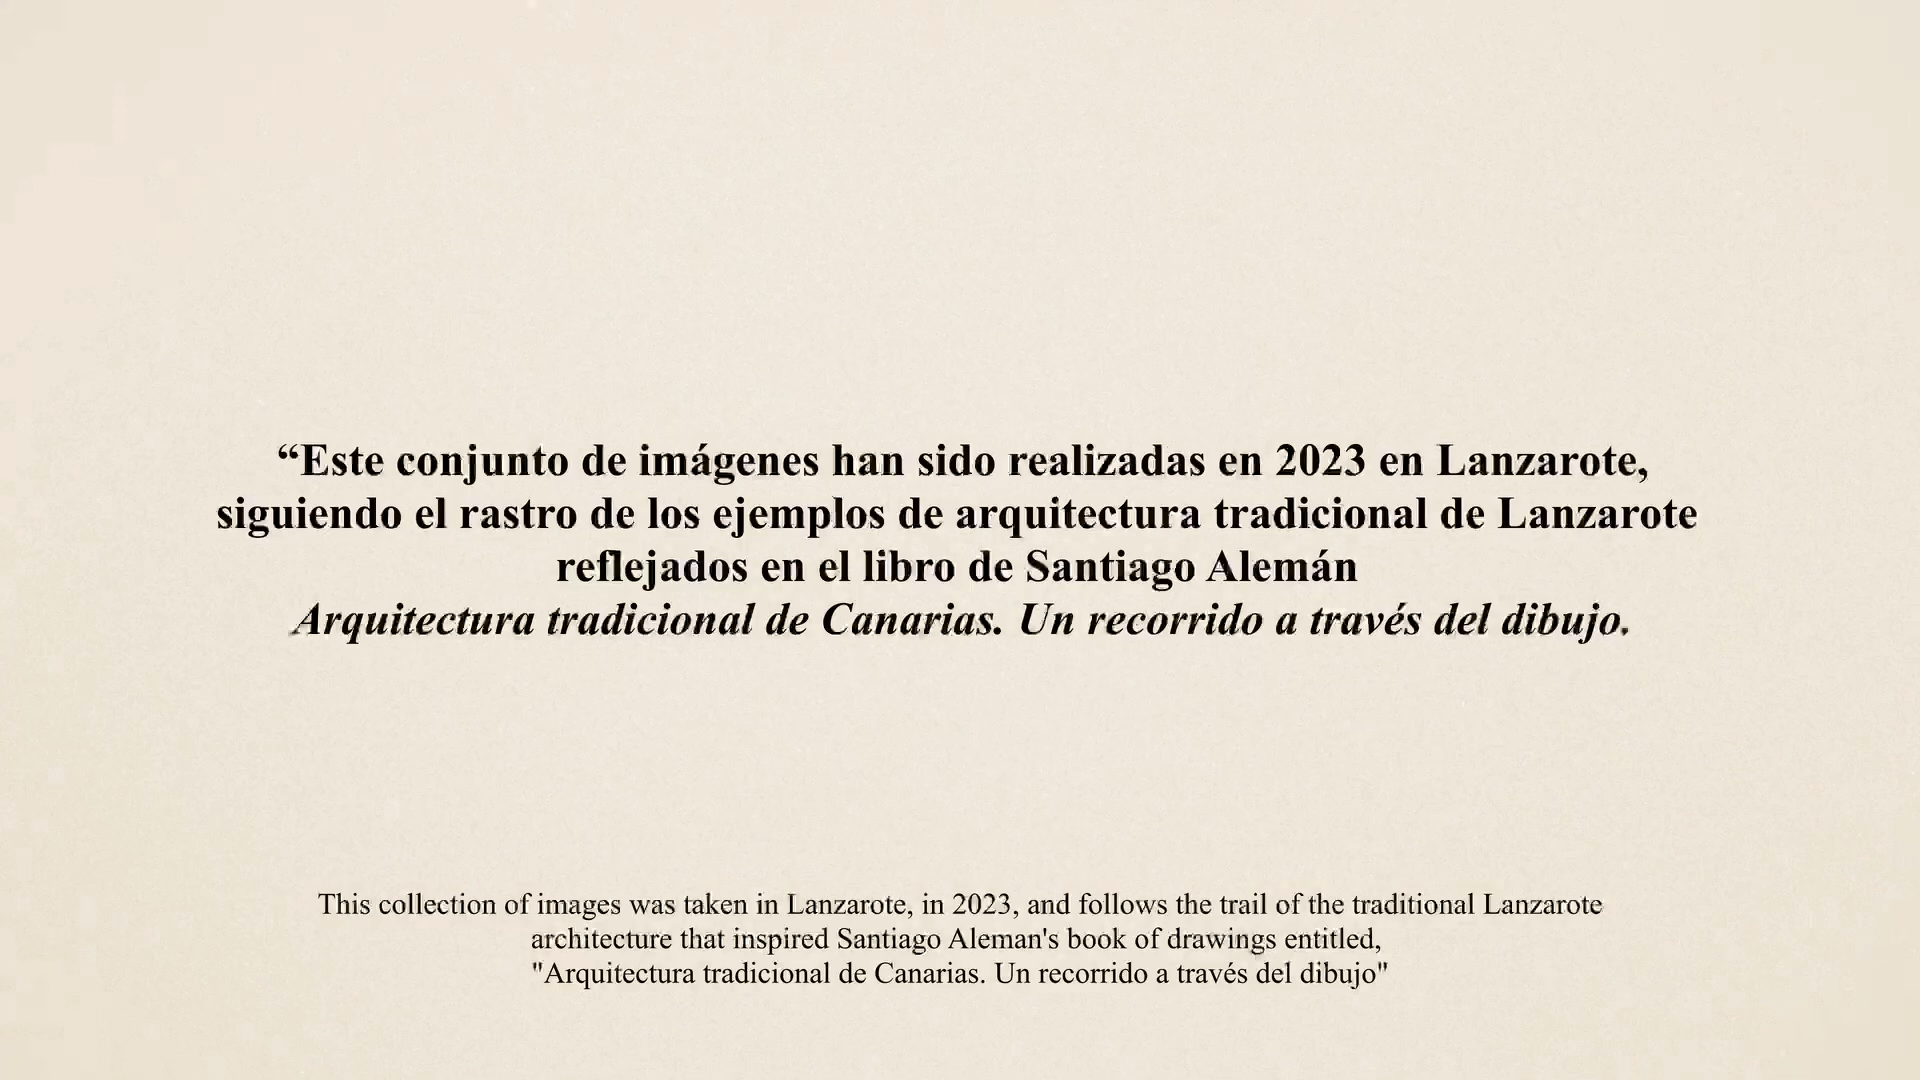 “Este conjunto de imágenes han sido realizadas en 2023 en Lanzarote,
siguiendo el rastro de los ejemplos de arquitectura tradicional de Lanzarote
reflejados en el libro de Santiago Alemán
Arquitectura tradicional de Canarias. Un recorrido a través del dibujo.
This collection of images was taken in Lanzarote, in 2023, and follows the trail of the traditional Lanzarote
architecture that inspired Santiago Aleman's book of drawings entitled,
"Arquitectura tradicional de Canarias. Un recorrido a través del dibujo"